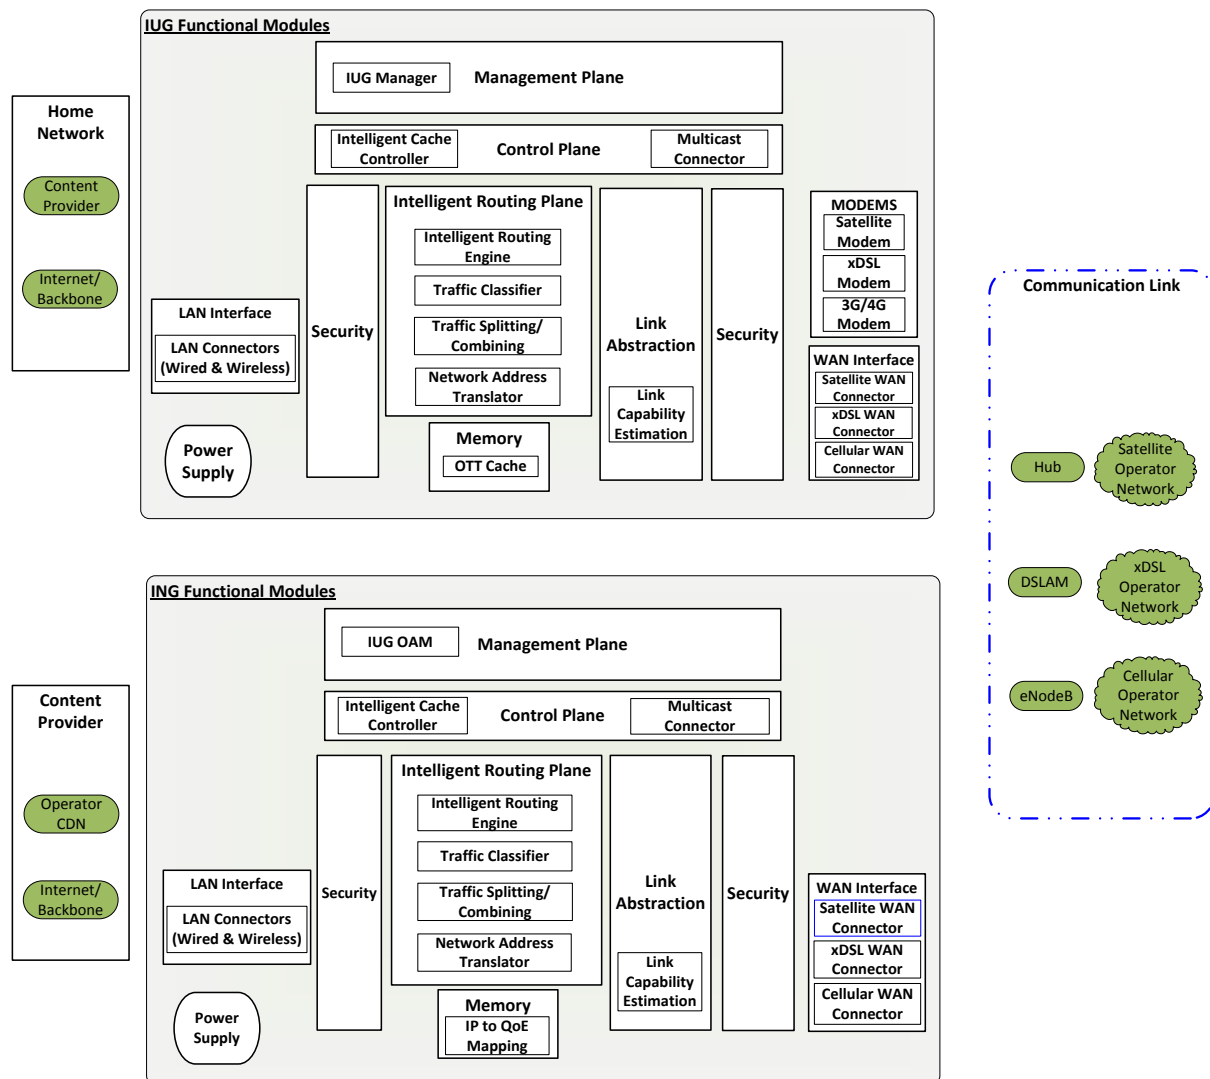 IUG Functional Modules
IUG Manager
Management Plane
Home
Network
Content
Provider
Internet/
Backbone
Intelligent Cache
Controller
Control Plane
Multicast
Connector
Security
Intelligent Routing Plane
Intelligent Routing
Engine
Traffic Classifier
Traffic Splitting/
Combining
Network Address
Translator
Memory
OTT Cache
Link
Abstraction
Link
Capability
Estimation
Security
LAN Interface
LAN Connectors
(Wired & Wireless)
Power
Supply
MODEMS
Satellite
Modem
xDSL
Modem
3G/4G
Modem
WAN Interface
Satellite WAN
Connector
xDSL WAN
Connector
Cellular WAN
Connector
Communication Link
Hub
Satellite
Operator
Network
DSLAM
xDSL
Operator
Network
eNodeB
Cellular
Operator
Network
ING Functional Modules
IUG OAM
Management Plane
Content
Provider
Operator
CDN
Internet/
Backbone
Intelligent Cache
Controller
Control Plane
Multicast
Connector
Security
Intelligent Routing Plane
Intelligent Routing
Engine
Traffic Classifier
Traffic Splitting/
Combining
Network Address
Translator
Memory
IP to QoE
Mapping
Link
Abstraction
Link
Capability
Estimation
Security
LAN Interface
LAN Connectors
(Wired & Wireless)
Power
Supply
WAN Interface
Satellite WAN
Connector
xDSL WAN
Connector
Cellular WAN
Connector